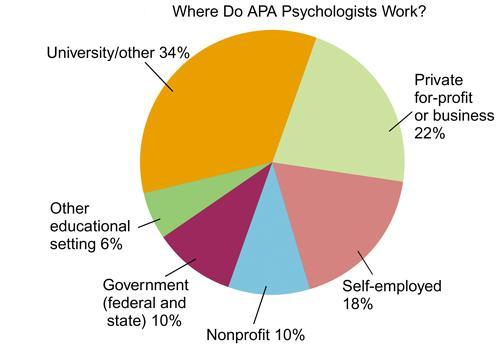 Where Do APA Psychologists Work?
University/other 34%
Private
for-profit
or business
22%
Other
educational
setting 6%
Government
(federal and
state) 10%
Self-employed
18%
Nonprofit 10%